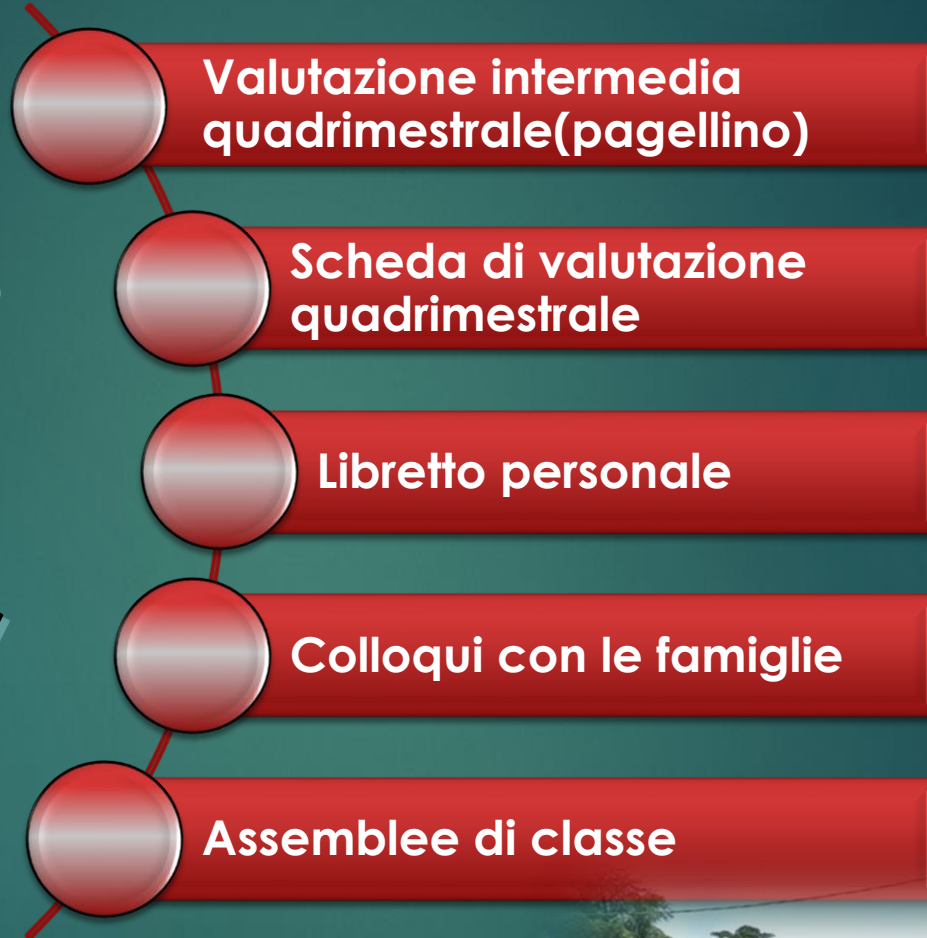 Valutazione intermedia
quadrimestrale(pagellino)
Scheda di valutazione
quadrimestrale
Libretto personale
Colloqui con le famiglie
Assemblee di classe